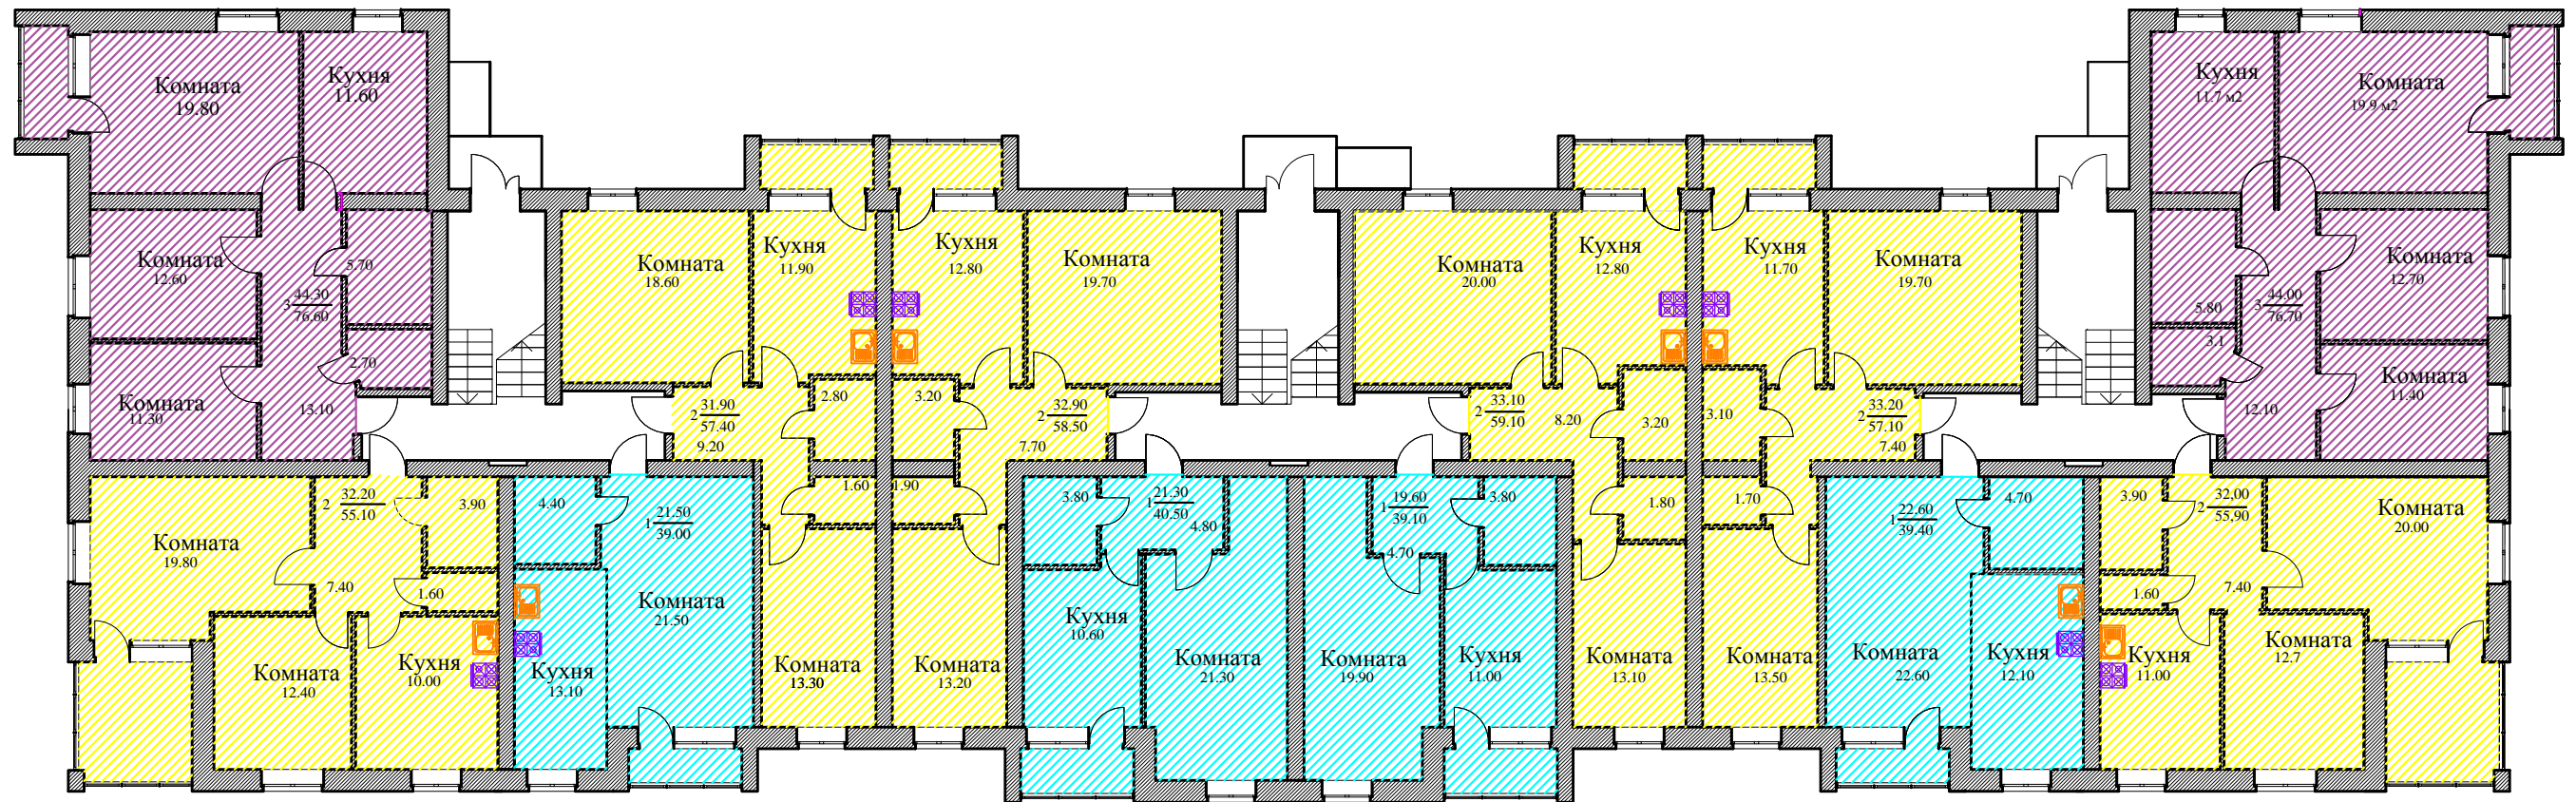 Комната
19.80
Кухня
11.60
Комната
12.60
5.70
3 44.30
76.60
2.70
Комната
11.30
13.10
Комната
18.60
Кухня
11.90
2 31.90
57.40
9.20
2.80
1.60
Комната
13.30
Кухня
12.80
Комната
19.70
3.20
2 32.90
58.50
7.70
1.90
Комната
13.20
Комната
20.00
Кухня
12.80
2 33.10
59.10
8.20
3.20
1.80
Комната
13.10
Кухня
11.70
Комната
19.70
3.10
2 33.20
57.10
7.40
1.70
Комната
13.50
Кухня
11.7 м2
Комната
19.9 м2
5.80
3 44.00
76.70
Комната
12.70
3.1
Комната
11.40
12.10
2 32.20
55.10
3.90
Комната
19.80
7.40
1.60
Комната
12.40
Кухня
10.00
4.40
1 21.50
39.00
Комната
21.50
Кухня
13.10
3.80
1 21.30
40.50
4.80
Кухня
10.60
Комната
21.30
1 19.60
39.10
3.80
4.70
Комната
19.90
Кухня
11.00
1 22.60
39.40
4.70
Комната
22.60
Кухня
12.10
3.90
2 32.00
55.90
Комната
20.00
1.60
7.40
Кухня
11.00
Комната
12.7